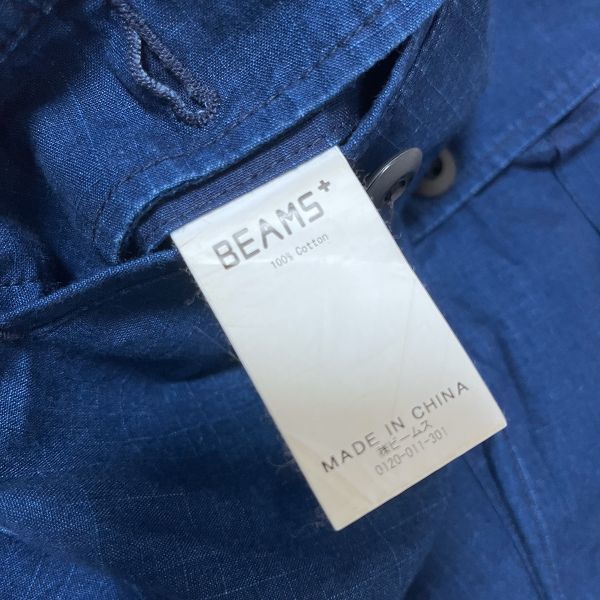 BEAMS+
100% Cotton
MADE IN CHINA
㈱ビームス
0120-011-301